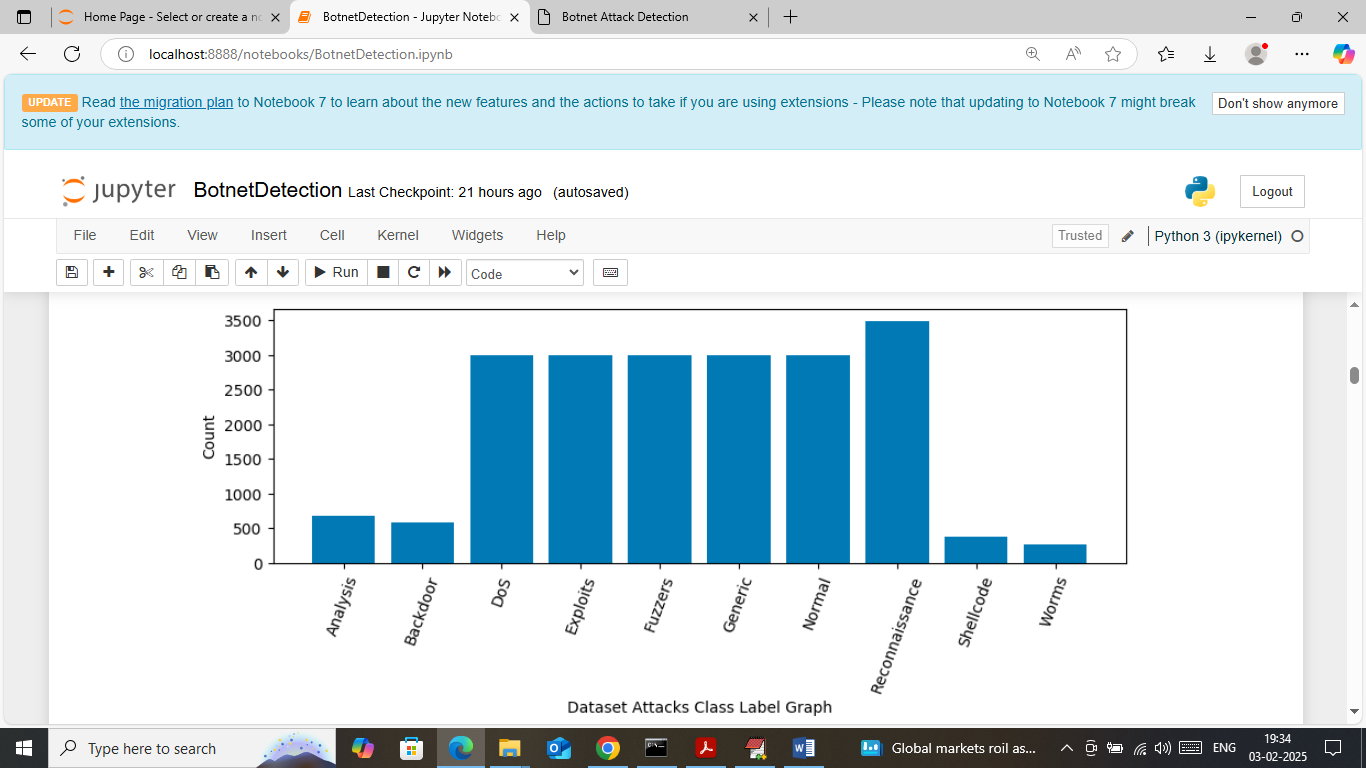 Home Page - Select or create a n
BotnetDetection - Jupyter Noteb
Botnet Attack Detection
localhost:8888/notebooks/BotnetDetection.ipynb
UPDATE Read the migration plan to Notebook 7 to learn about the new features and the actions to take if you are using extensions - Please note that updating to Notebook 7 might break
some of your extensions.
Don't show anymore
jupyter BotnetDetection Last Checkpoint: 21 hours ago (autosaved)
Logout
File Edit View Insert Cell Kernel Widgets Help
Trusted
Python 3 (ipykernel)
Run
Code
3500
3000
2500
2000
1500
1000
500
0
Count
Analysis
Backdoor
DoS
Exploits
Fuzzers
Generic
Normal
Reconnaissance
Shellcode
Worms
Dataset Attacks Class Label Graph
Type here to search
Global markets roil as...
ENG
19:34
03-02-2025